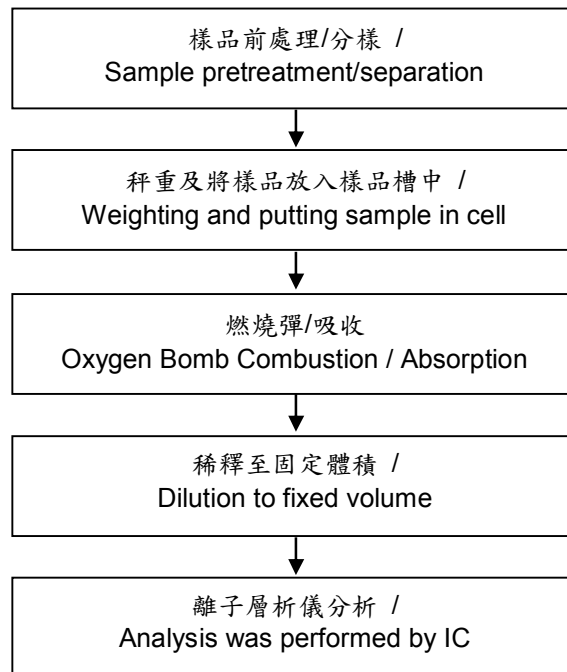 樣品前處理/分樣 /
Sample pretreatment/separation
秤重及將樣品放入樣品槽中 /
Weighting and putting sample in cell
燃燒彈/吸收
Oxygen Bomb Combustion / Absorption
稀釋至固定體積 /
Dilution to fixed volume
離子層析儀分析 /
Analysis was performed by IC